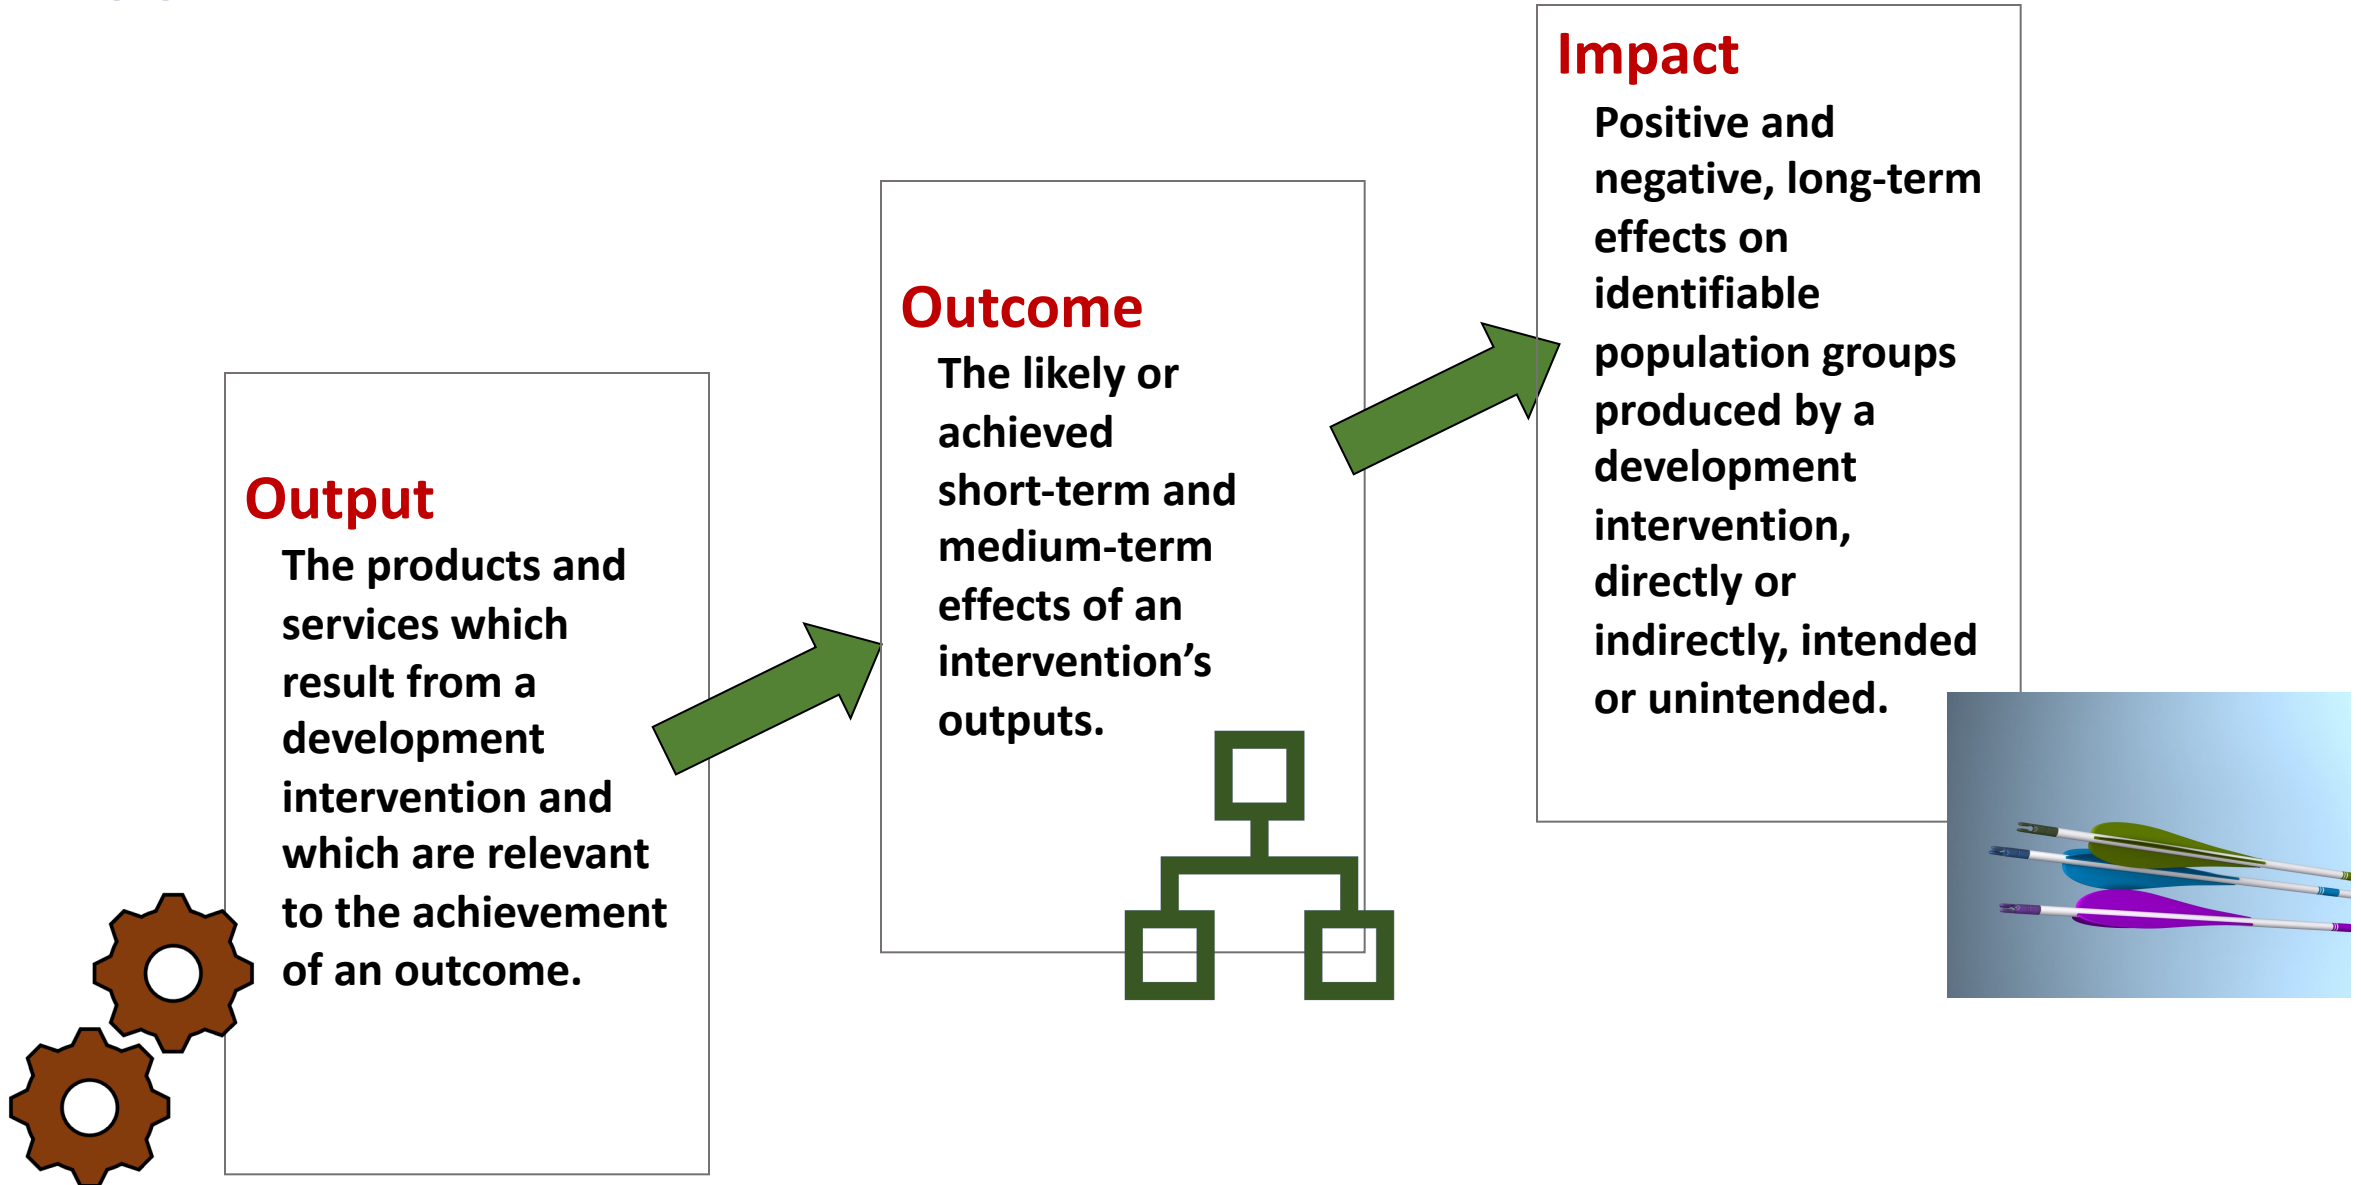 Output
The products and
services which
result from a
development
intervention and
which are relevant
to the achievement
of an outcome.
Outcome
The likely or
achieved
short-term and
medium-term
effects of an
intervention’s
outputs.
Impact
Positive and
negative, long-term
effects on
identifiable
population groups
produced by a
development
intervention,
directly or
indirectly, intended
or unintended.